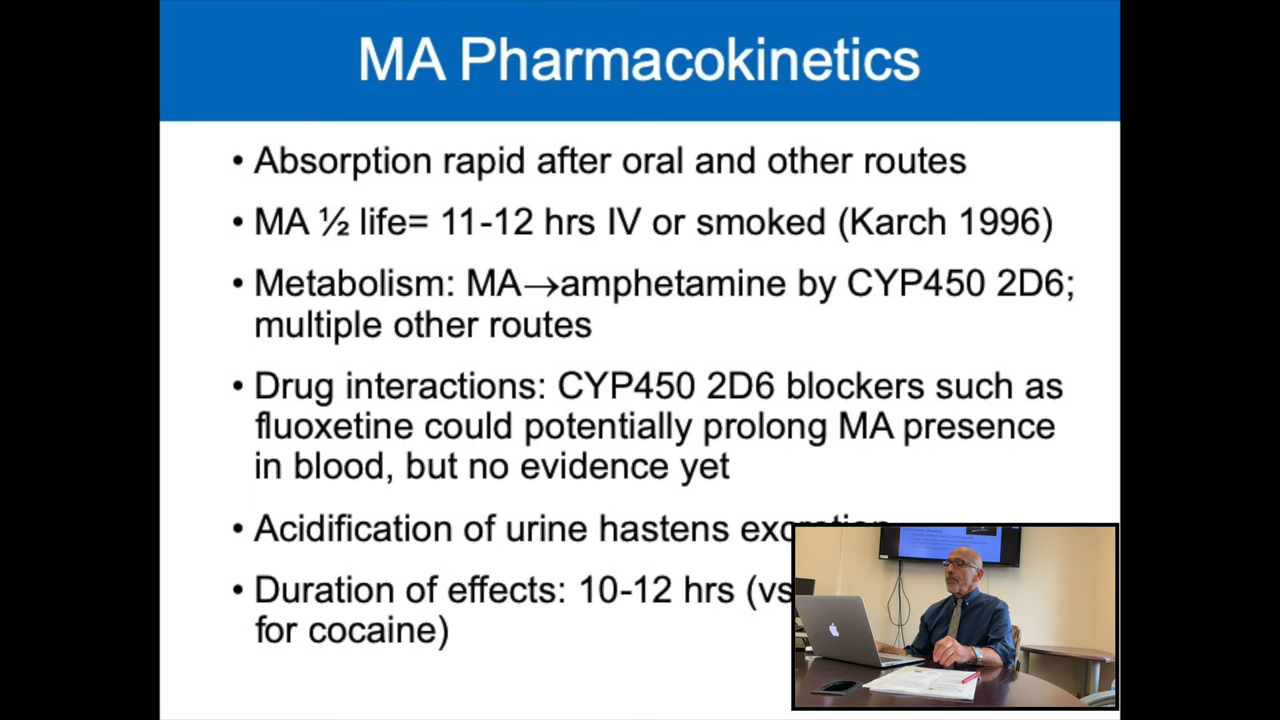 MA Pharmacokinetics
• Absorption rapid after oral and other routes
• MA ½ life= 11-12 hrs IV or smoked (Karch 1996)
• Metabolism: MA→amphetamine by CYP450 2D6;
multiple other routes
• Drug interactions: CYP450 2D6 blockers such as
fluoxetine could potentially prolong MA presence
in blood, but no evidence yet
• Acidification of urine hastens excretion
• Duration of effects: 10-12 hrs (vs
for cocaine)